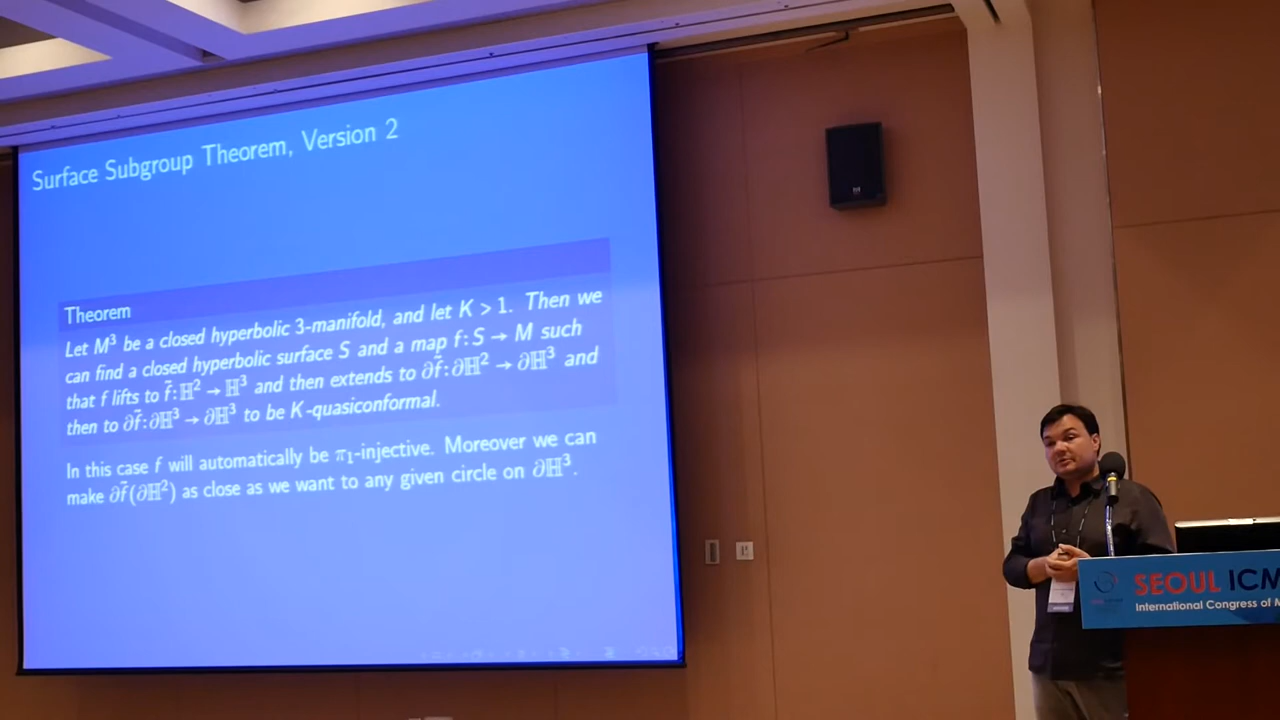 Surface Subgroup Theorem, Version 2
Theorem
Let M³ be a closed hyperbolic 3-manifold, and let K > 1. Then we
can find a closed hyperbolic surface S and a map f: S → M such
that f lifts to f̃: ℍ² → ℍ³ and then extends to ∂f̃: ∂ℍ² → ∂ℍ³ and
then to ∂f̃: ∂ℍ³ → ∂ℍ³ to be K-quasiconformal.
In this case f will automatically be π₁-injective. Moreover we can
make ∂f̃(∂ℍ²) as close as we want to any given circle on ∂ℍ³.
SEOUL ICM
International Congress of M